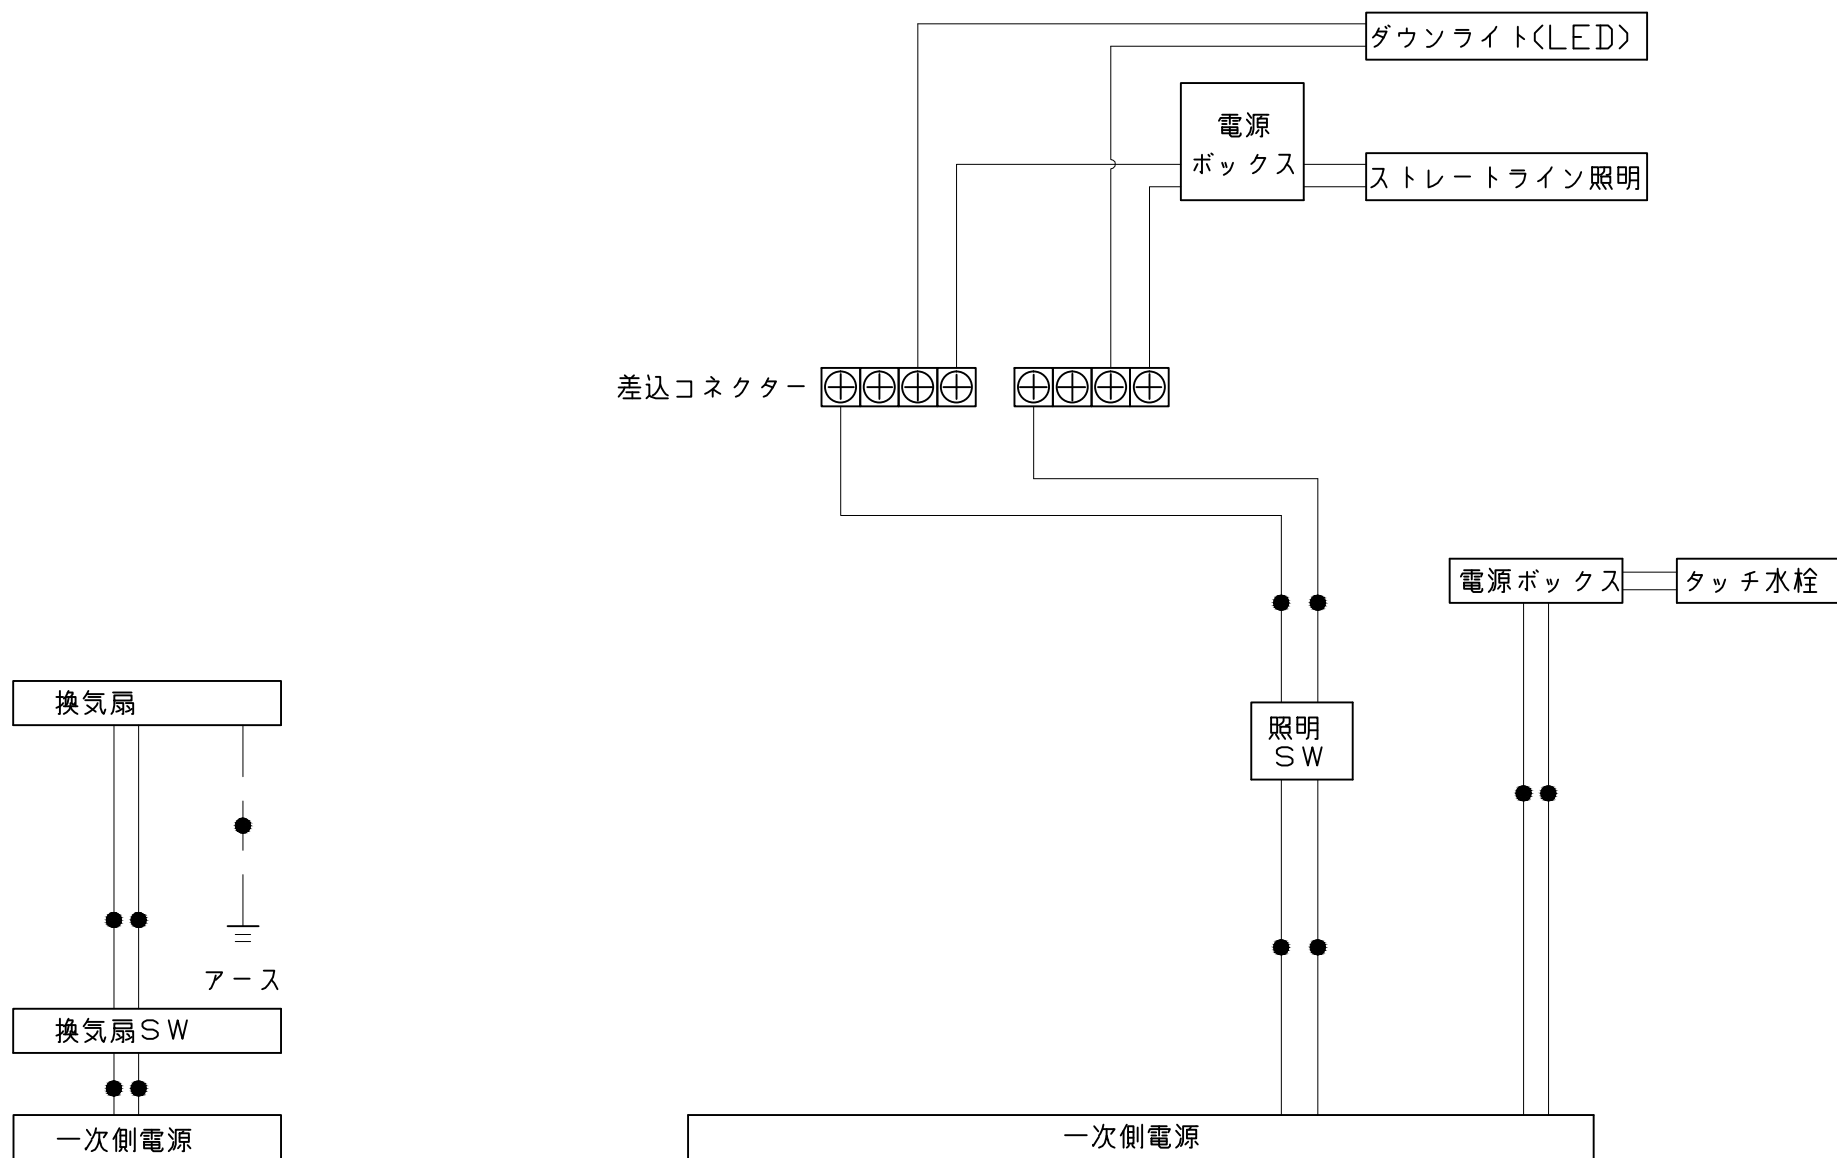 ダウンライト(LED)
電源
ボックス
ストレートライン照明
差込コネクター
電源ボックス
タッチ水栓
換気扇
照明
SW
アース
換気扇SW
一次側電源
一次側電源